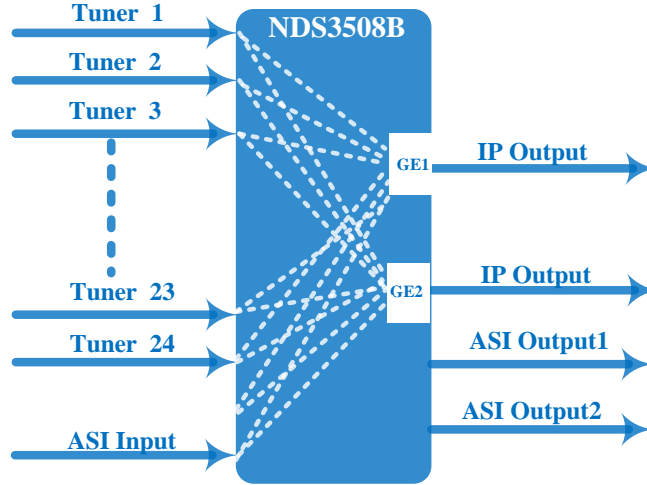 Tuner 1
NDS3508B
Tuner 2
Tuner 3
GE1
IP Output
Tuner 23
GE2
IP Output
Tuner 24
ASI Output1
ASI Input
ASI Output2